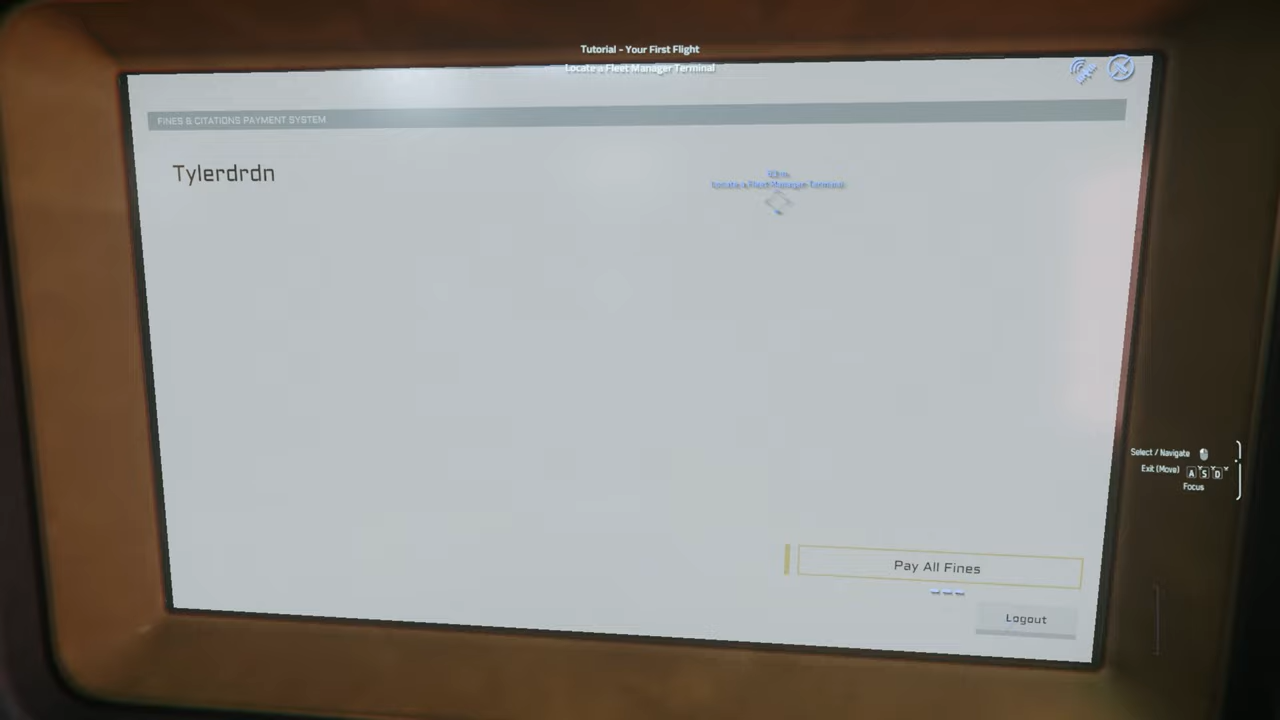 Tutorial - Your First Flight
Locate a Fleet Manager Terminal
FINES & CITATIONS PAYMENT SYSTEM
Tylerdrdn
Locate a Fleet Manager Terminal
Select / Navigate
Exit (Move) A S D
Focus
Pay All Fines
Logout